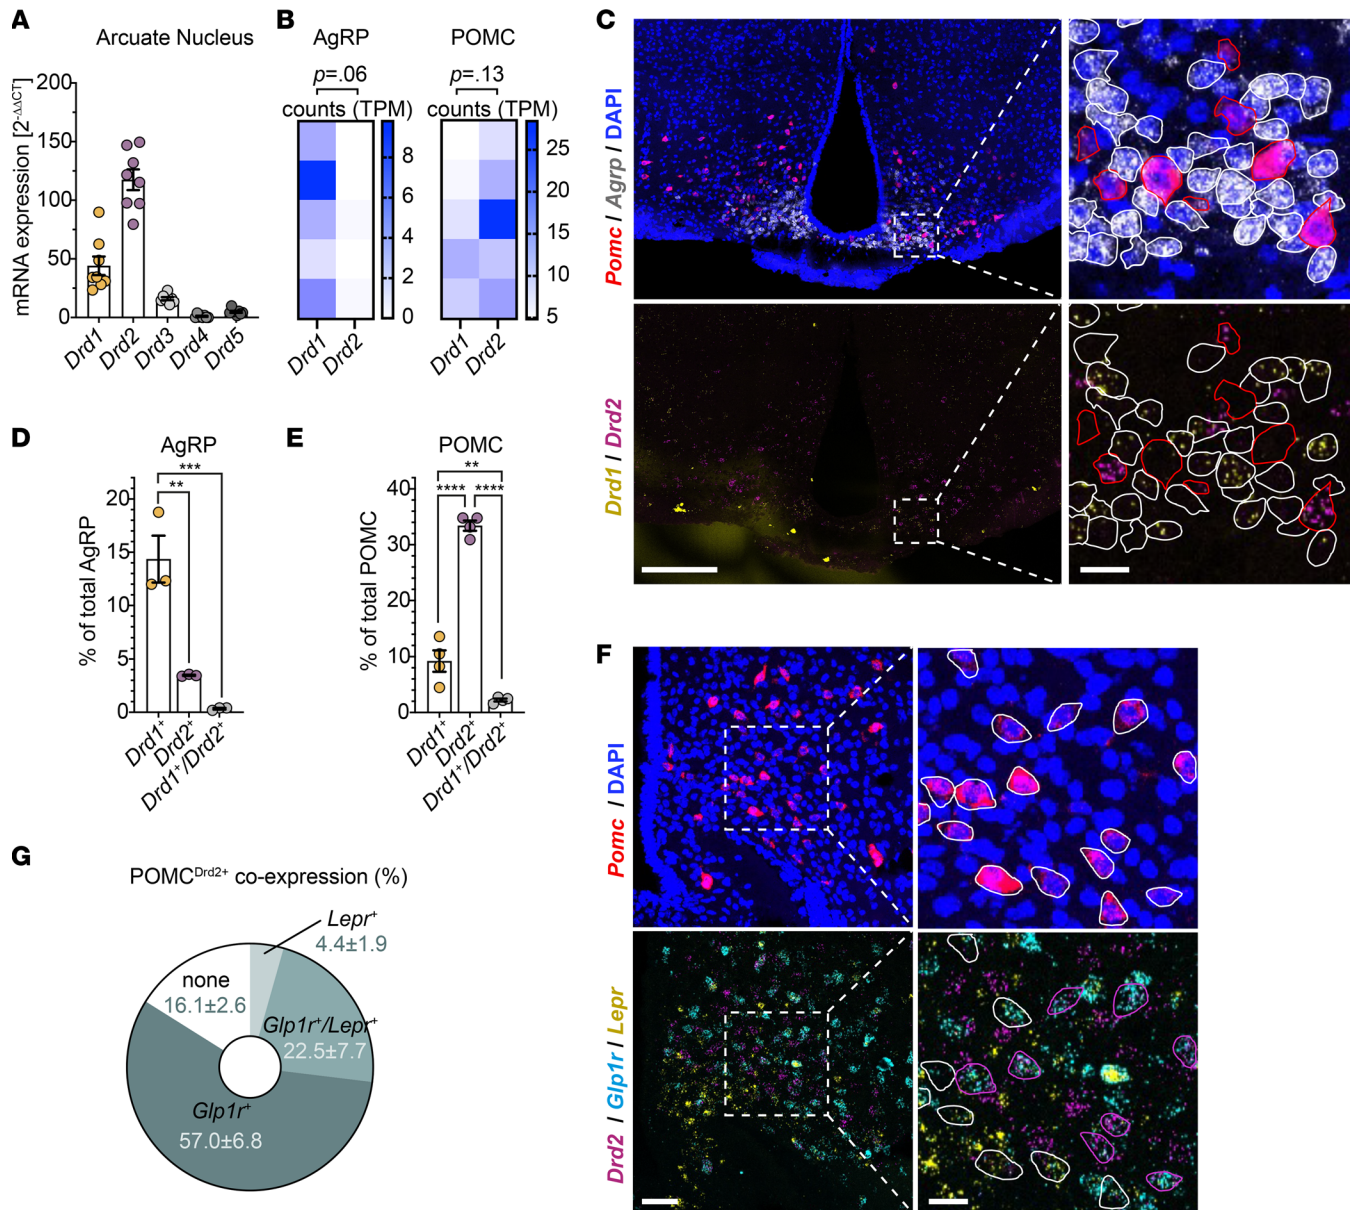 A
Arcuate Nucleus
mRNA expression [2-ΔΔCT]
200
150
100
50
0
Drd1
Drd2
Drd3
Drd4
Drd5
B
AgRP
POMC
p=.06
p=.13
counts (TPM)
counts (TPM)
8
6
4
2
0
25
20
15
10
5
Drd1
Drd2
Drd1
Drd2
C
Pomc / Agrp / DAPI
Drd1 / Drd2
D
AgRP
***
**
% of total AgRP
20
15
10
5
0
Drd1+
Drd2+
Drd1+/Drd2+
E
POMC
**
****
****
% of total POMC
40
30
20
10
0
Drd1+
Drd2+
Drd1+/Drd2+
F
Pomc / DAPI
Drd2 / Glp1r / Lepr
G
POMCDrd2+ co-expression (%)
Lepr+
4.4±1.9
none
16.1±2.6
Glp1r+/Lepr+
22.5±7.7
Glp1r+
57.0±6.8